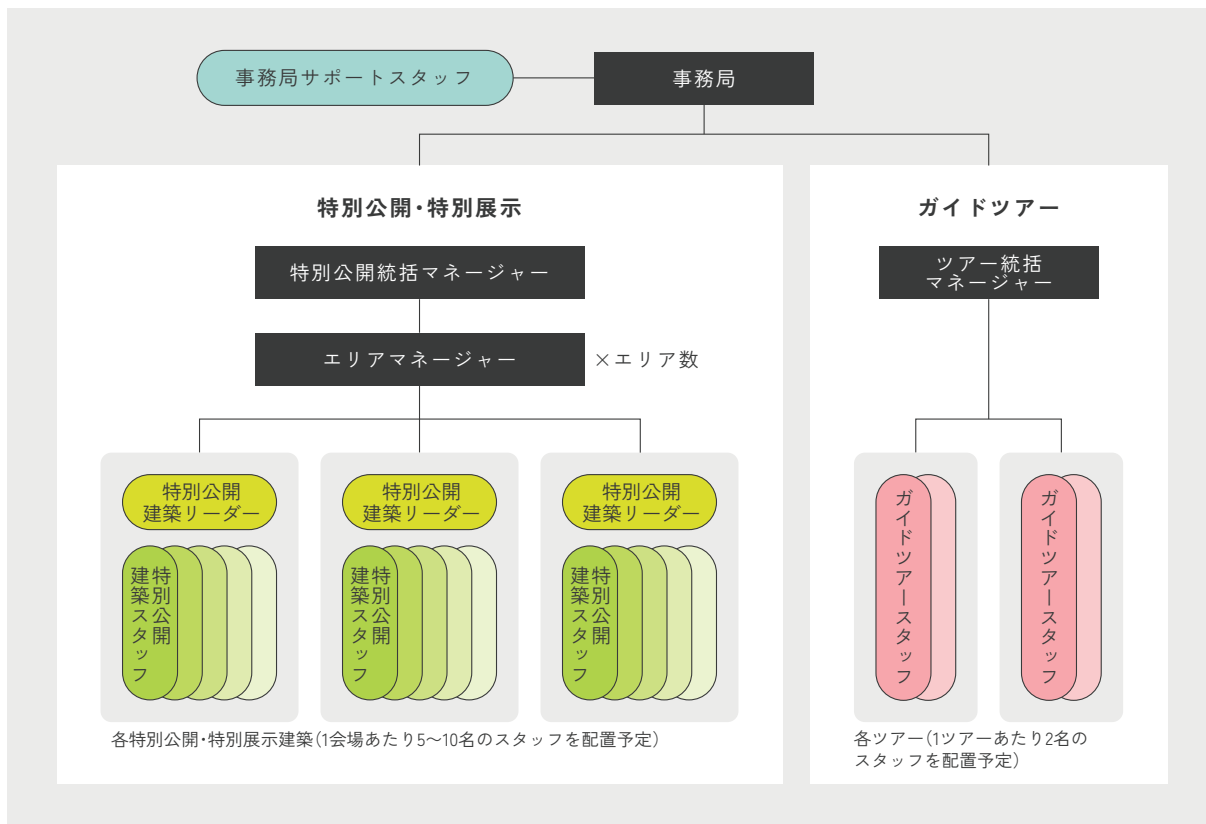 事務局サポートスタッフ
事務局
特別公開・特別展示
特別公開統括マネージャー
エリアマネージャー
×エリア数
特別公開
建築リーダー
特別公開
建築スタッフ
特別公開
建築リーダー
特別公開
建築スタッフ
特別公開
建築リーダー
特別公開
建築スタッフ
各特別公開・特別展示建築(1会場あたり5〜10名のスタッフを配置予定)
ガイドツアー
ツアー統括
マネージャー
ガイドツアースタッフ
ガイドツアースタッフ
各ツアー(1ツアーあたり2名の
スタッフを配置予定)